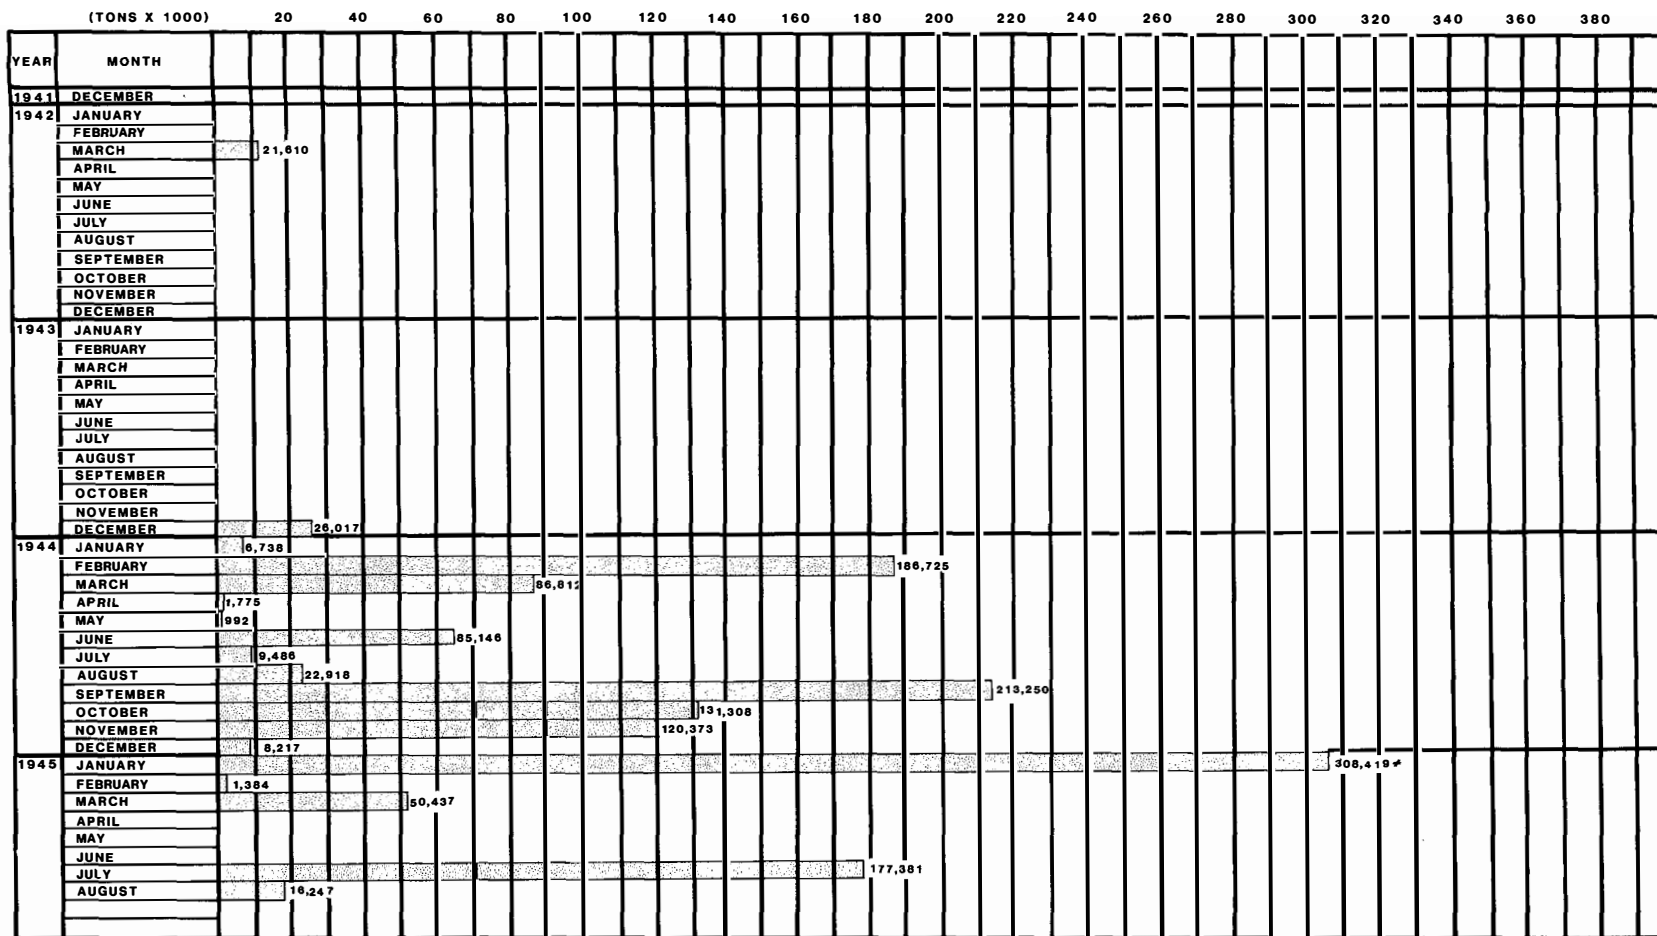 (TONS X 1000) 20 40 60 80 100 120 140 160 180 200 220 240 260 280 300 320 340 360 380
YEAR MONTH
1941 DECEMBER
1942 JANUARY
FEBRUARY
MARCH 21,610
APRIL
MAY
JUNE
JULY
AUGUST
SEPTEMBER
OCTOBER
NOVEMBER
DECEMBER
1943 JANUARY
FEBRUARY
MARCH
APRIL
MAY
JUNE
JULY
AUGUST
SEPTEMBER
OCTOBER
NOVEMBER
DECEMBER 26,017
1944 JANUARY 6,738
FEBRUARY 186,725
MARCH 86,812
APRIL 1,775
MAY 992
JUNE 85,146
JULY 9,486
AUGUST 22,918
SEPTEMBER 213,250
OCTOBER 131,308
NOVEMBER 120,373
DECEMBER 8,217
1945 JANUARY 308,419≠
FEBRUARY 1,384
MARCH 50,437
APRIL
MAY
JUNE
JULY 177,381
AUGUST 16,247